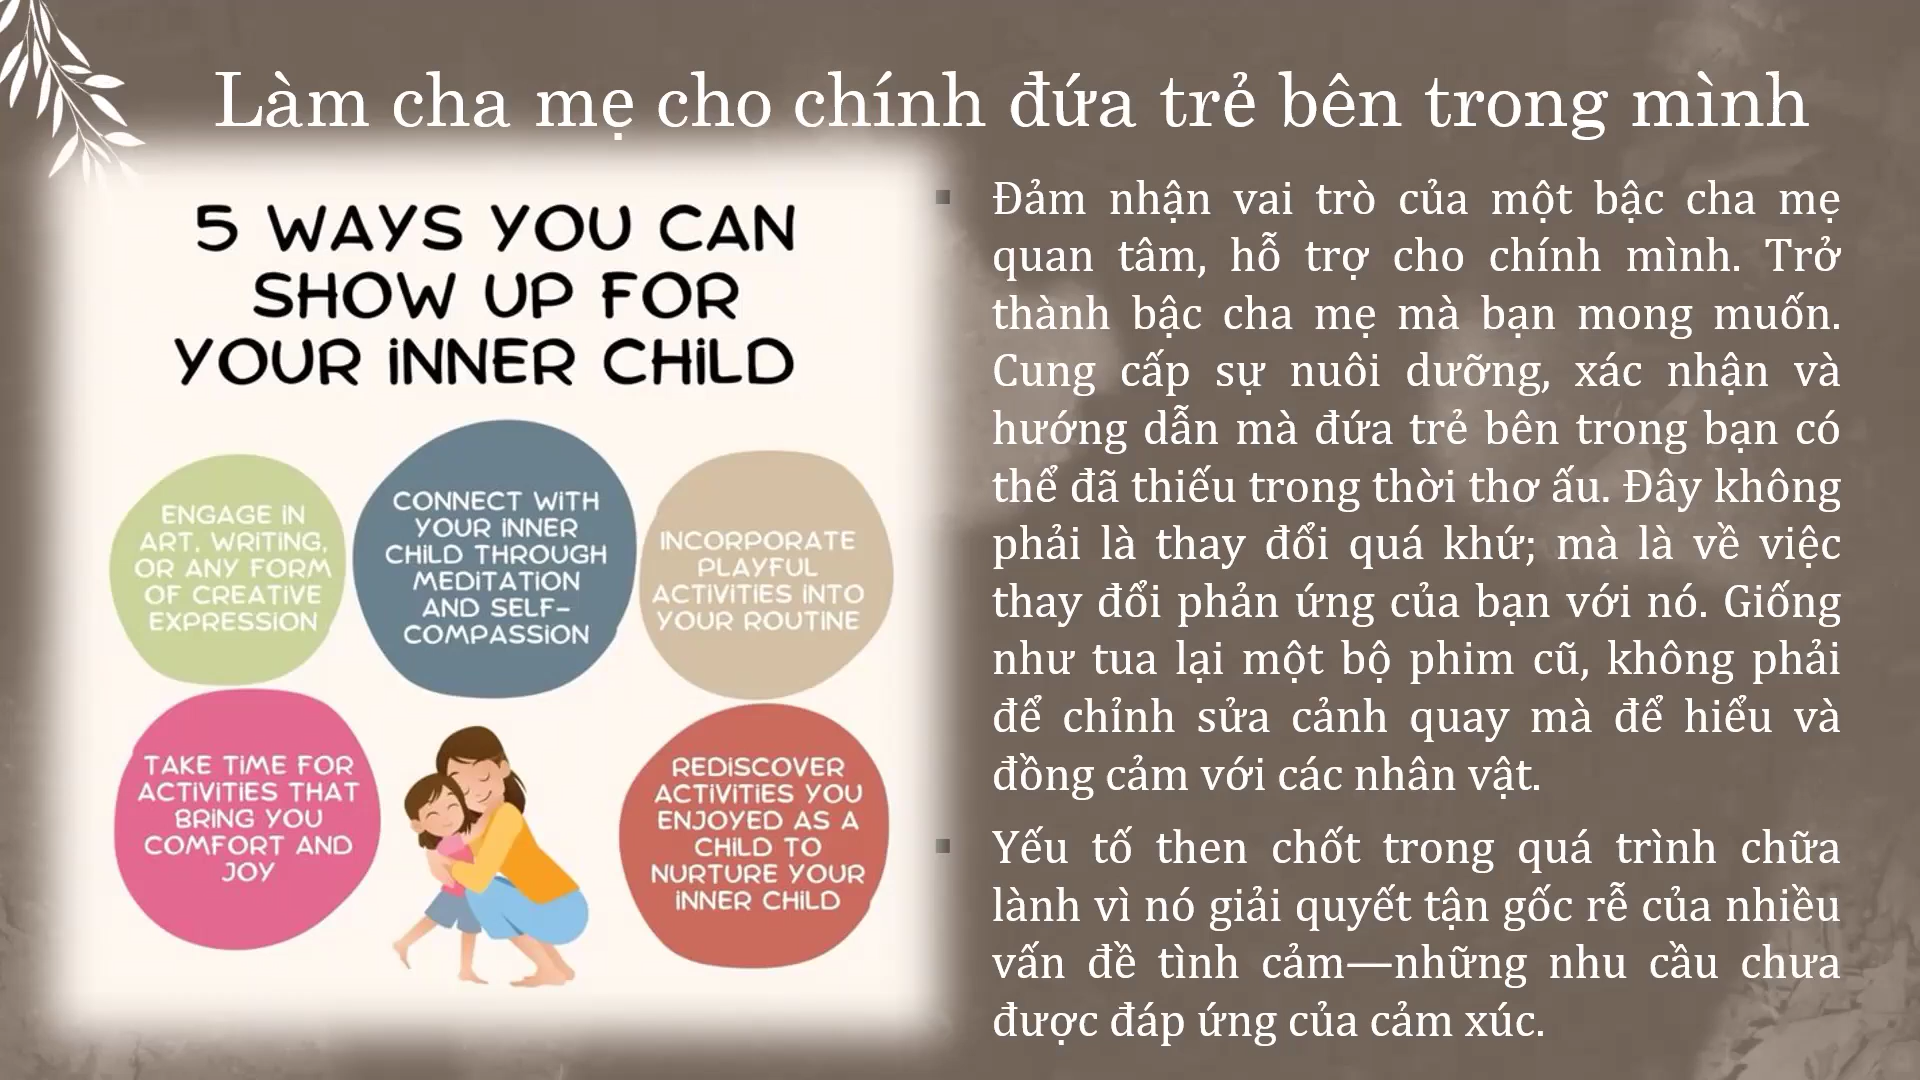 Làm cha mẹ cho chính đứa trẻ bên trong mình
5 WAYS YOU CAN
SHOW UP FOR
YOUR iNNER CHiLD
ENGAGE iN
ART, WRiTiNG,
OR ANY FORM
OF CREATiVE
EXPRESSiON
CONNECT WiTH
YOUR iNNER
CHiLD THROUGH
MEDiTATiON
AND SELF-
COMPASSiON
iNCORPORATE
PLAYFUL
ACTiViTiES iNTO
YOUR ROUTiNE
TAKE TiME FOR
ACTiViTiES THAT
BRiNG YOU
COMFORT AND
JOY
REDiSCOVER
ACTiViTiES YOU
ENJOYED AS A
CHiLD TO
NURTURE YOUR
iNNER CHiLD
Đảm nhận vai trò của một bậc cha mẹ
quan tâm, hỗ trợ cho chính mình. Trở
thành bậc cha mẹ mà bạn mong muốn.
Cung cấp sự nuôi dưỡng, xác nhận và
hướng dẫn mà đứa trẻ bên trong bạn có
thể đã thiếu trong thời thơ ấu. Đây không
phải là thay đổi quá khứ; mà là về việc
thay đổi phản ứng của bạn với nó. Giống
như tua lại một bộ phim cũ, không phải
để chỉnh sửa cảnh quay mà để hiểu và
đồng cảm với các nhân vật.
Yếu tố then chốt trong quá trình chữa
lành vì nó giải quyết tận gốc rễ của nhiều
vấn đề tình cảm—những nhu cầu chưa
được đáp ứng của cảm xúc.